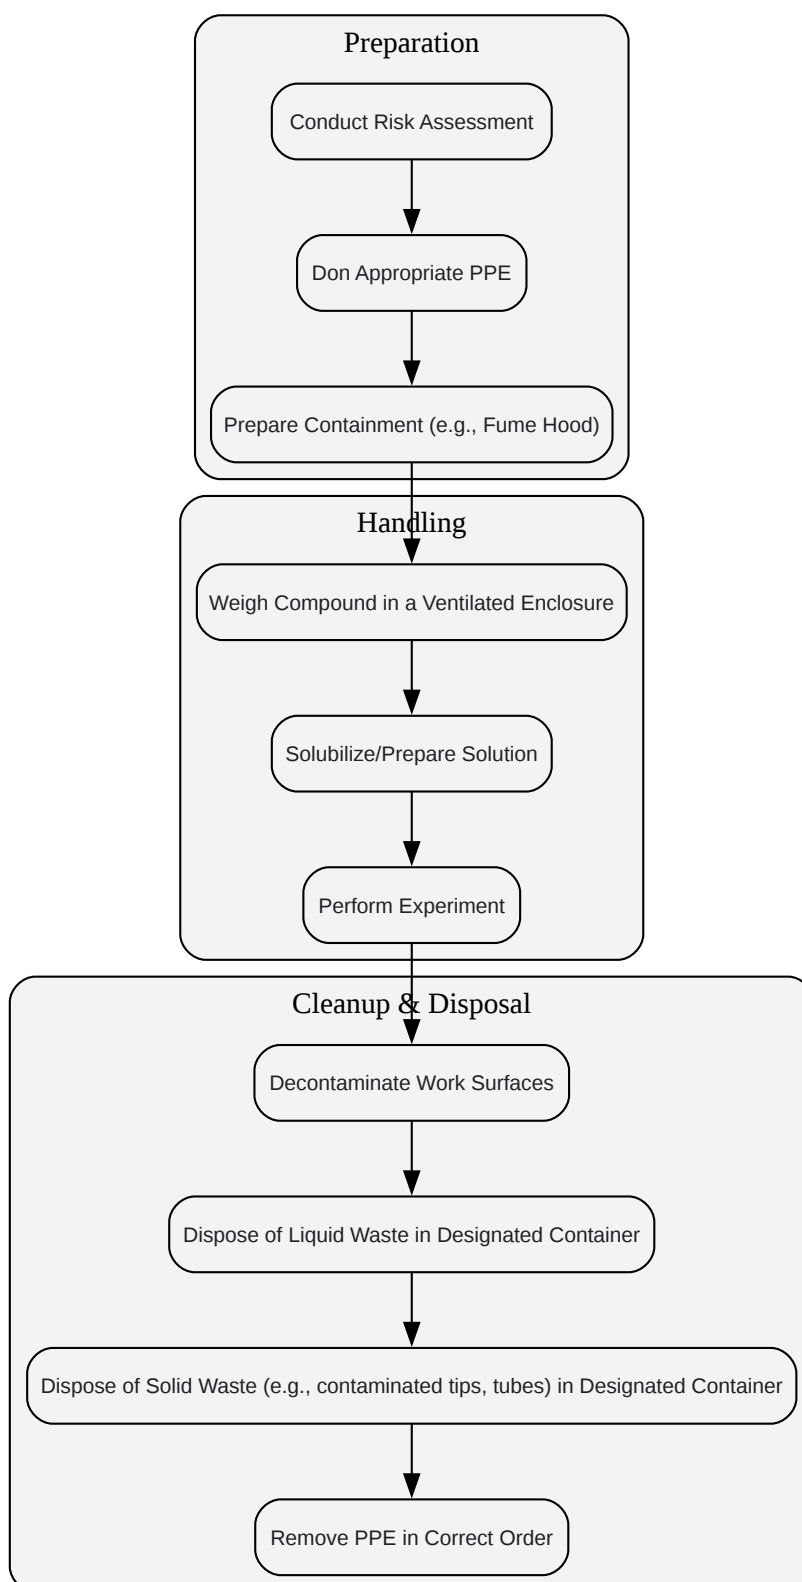 Preparation
Conduct Risk Assessment
Don Appropriate PPE
Prepare Containment (e.g., Fume Hood)
Handling
Weigh Compound in a Ventilated Enclosure
Solubilize/Prepare Solution
Perform Experiment
Cleanup & Disposal
Decontaminate Work Surfaces
Dispose of Liquid Waste in Designated Container
Dispose of Solid Waste (e.g., contaminated tips, tubes) in Designated Container
Remove PPE in Correct Order